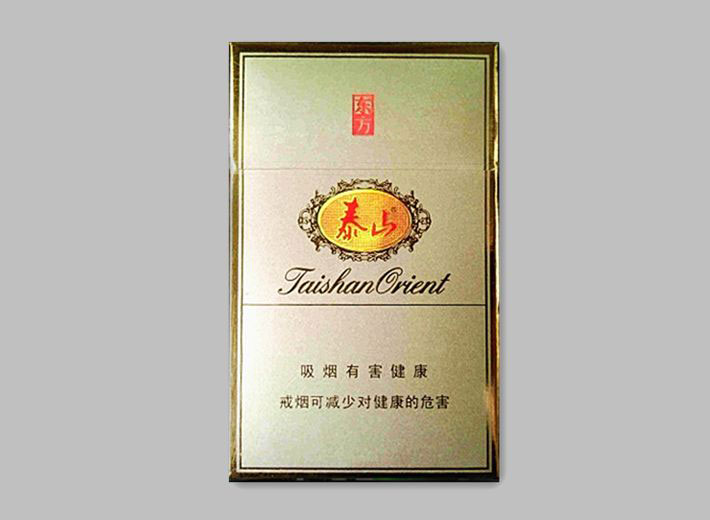 东方
泰山
TaishanOrient
吸烟有害健康
戒烟可减少对健康的危害